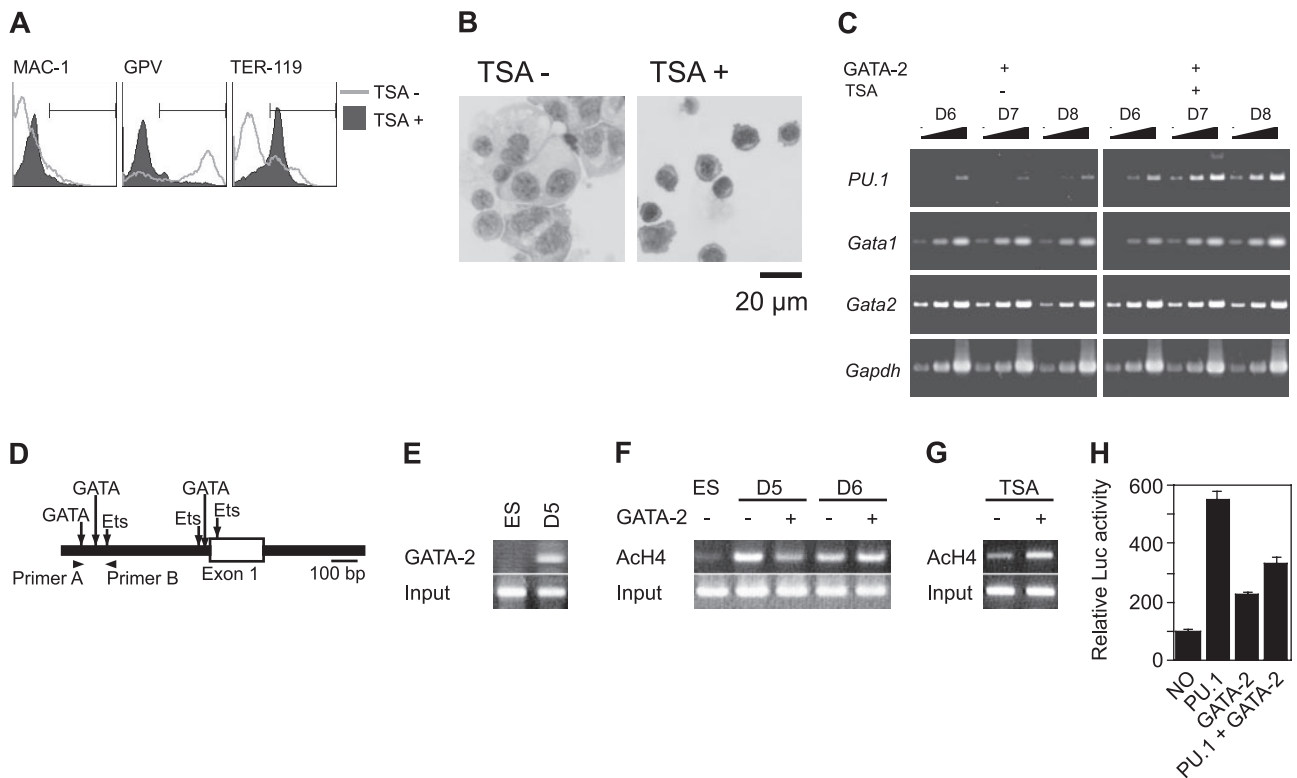 A
MAC-1 GPV TER-119
TSA -
TSA +
B
TSA - TSA +
20 µm
C
GATA-2 + +
TSA - +
D6 D7 D8 D6 D7 D8
- - - - - -
PU.1
Gata1
Gata2
Gapdh
D
GATA GATA
GATA Ets Ets Ets
Primer A Primer B Exon 1 100 bp
E
ES D5
GATA-2
Input
F
ES D5 D6
GATA-2 - - + - +
AcH4
Input
G
TSA
- +
AcH4
Input
H
Relative Luc activity
600
400
200
0
NO
PU.1
GATA-2
PU.1 + GATA-2